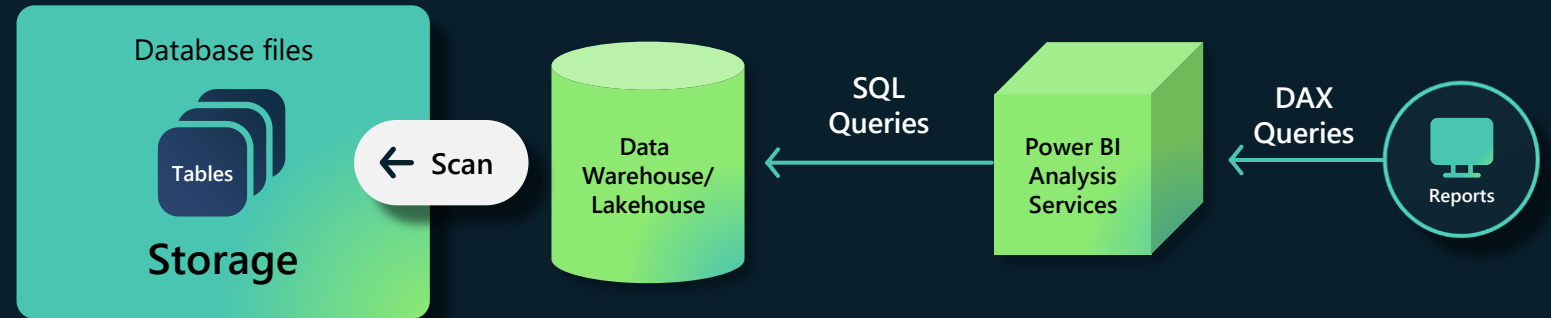 Database files
Tables
Storage
Scan
Data
Warehouse/
Lakehouse
SQL
Queries
Power BI
Analysis
Services
DAX
Queries
Reports